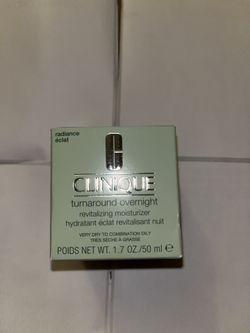 radiance
éclat
CLINIQUE
turnaround overnight
revitalizing moisturizer
hydratant éclat revitalisant nuit
VERY DRY TO COMBINATION OILY
TRÈS SÈCHE À GRASSE
POIDS NET WT. 1.7 OZ./50 ml e